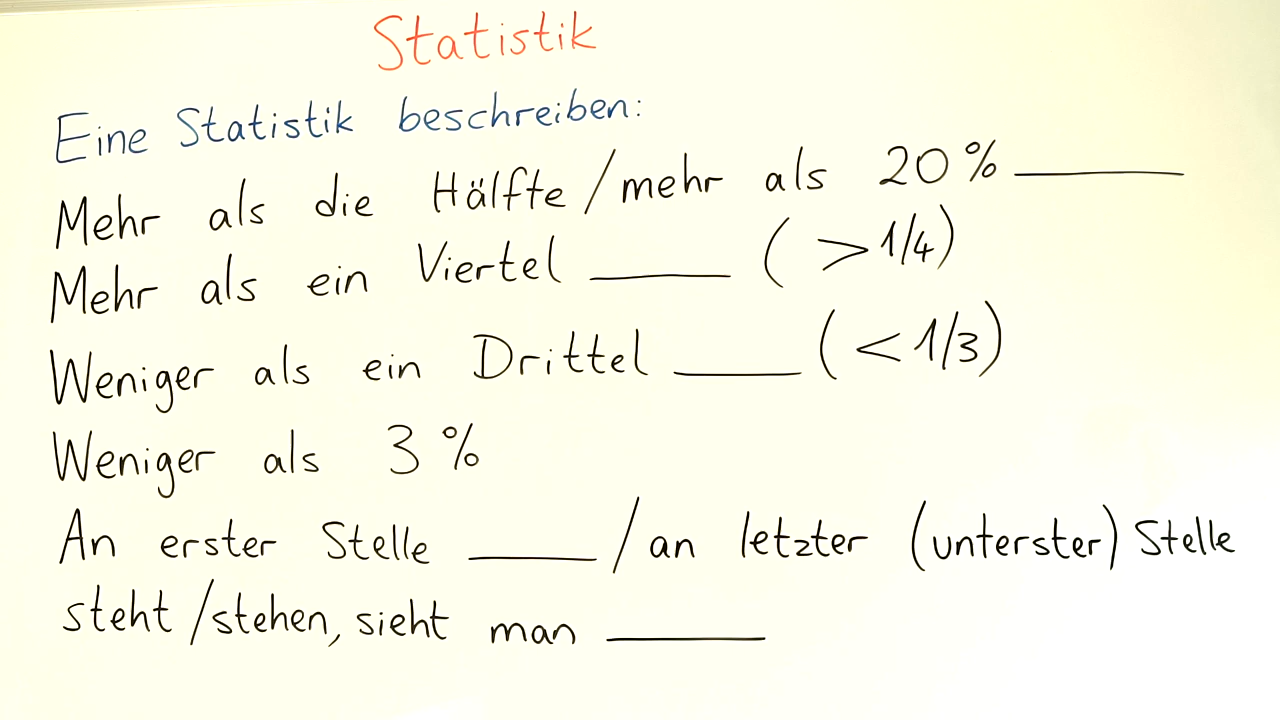 Statistik
Eine Statistik beschreiben:
Mehr als die Hälfte / mehr als 20 % ______
Mehr als ein Viertel ______ ( > 1/4 )
Weniger als ein Drittel ______ ( < 1/3 )
Weniger als 3 %
An erster Stelle ______ / an letzter (unterster) Stelle
steht / stehen, sieht man ______